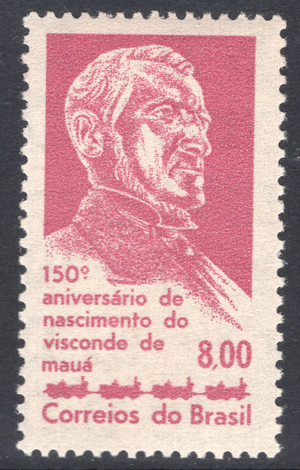 150º
aniversário de
nascimento do
visconde de
mauá
8,00
Correios do Brasil